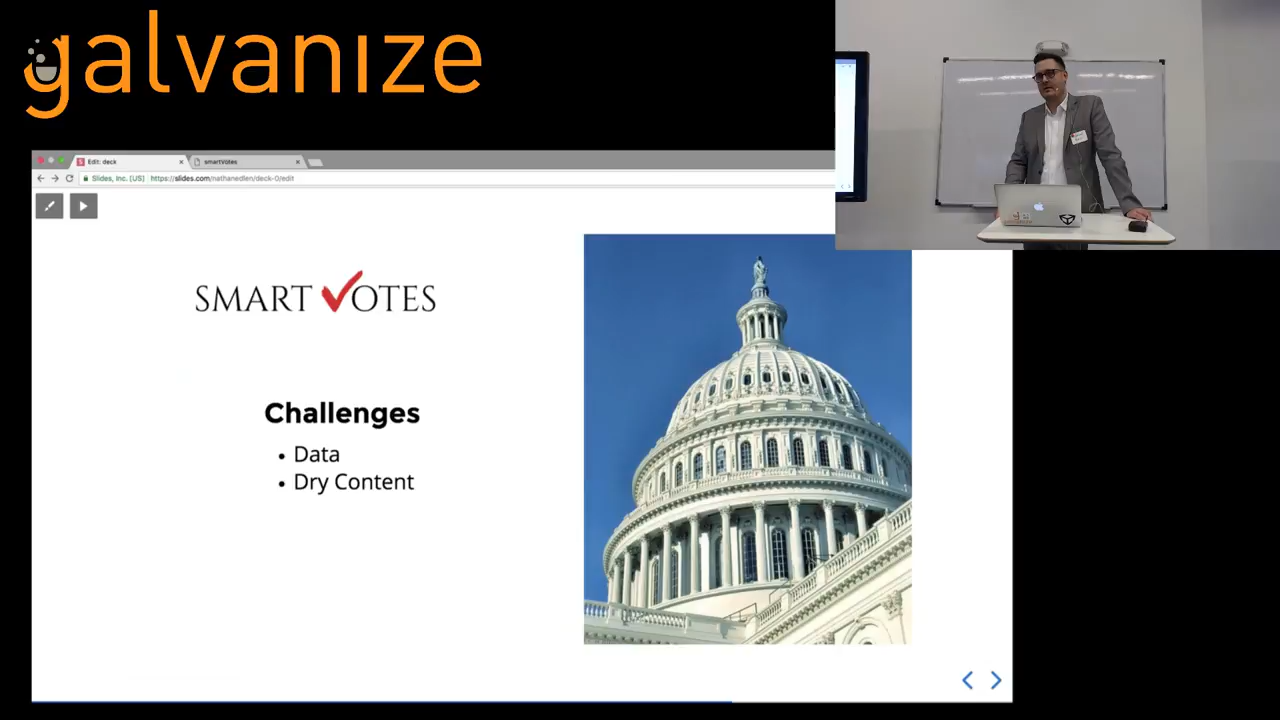 galvanize
Edit: deck
smartVotes
Slides, Inc. [US]
https://slides.com/nathanedlen/deck-0/edit
SMART VOTES
Challenges
• Data
• Dry Content